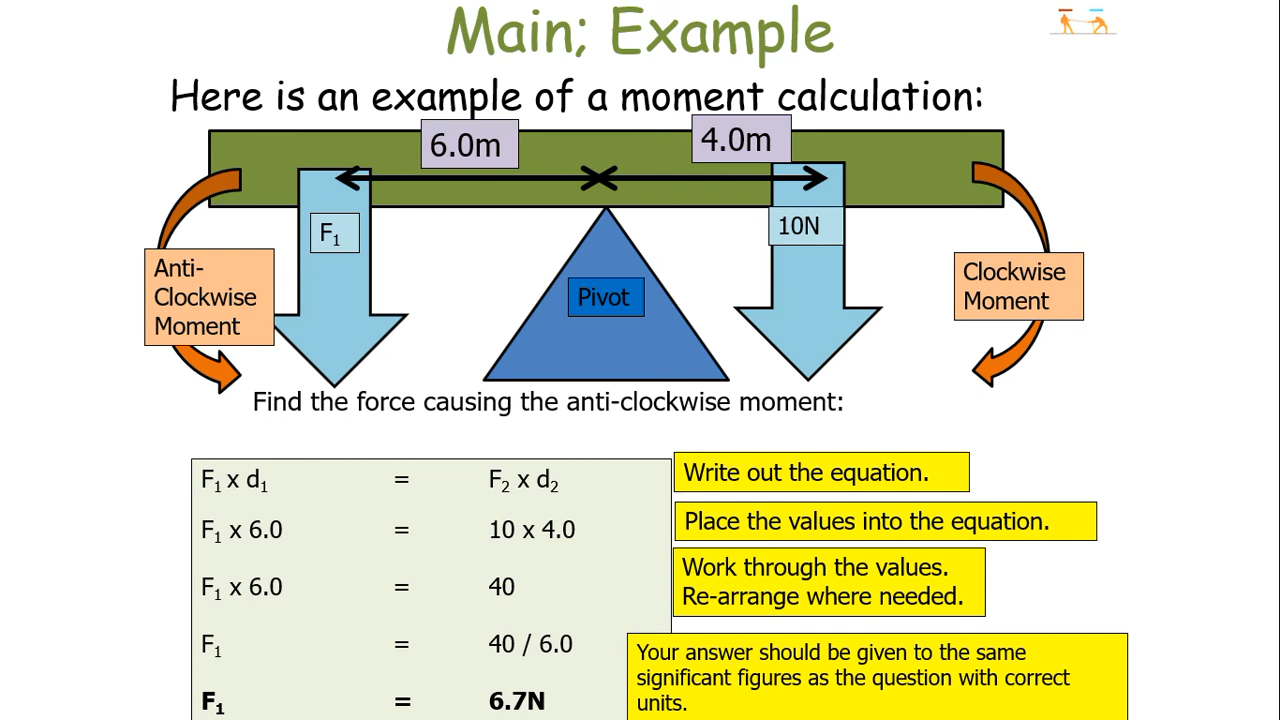 Main; Example
Here is an example of a moment calculation:
6.0m
4.0m
F₁
10N
Anti-
Clockwise
Moment
Pivot
Clockwise
Moment
Find the force causing the anti-clockwise moment:
F₁ x d₁ = F₂ x d₂
Write out the equation.
F₁ x 6.0 = 10 x 4.0
Place the values into the equation.
F₁ x 6.0 = 40
Work through the values.
Re-arrange where needed.
F₁ = 40 / 6.0
F₁ = 6.7N
Your answer should be given to the same
significant figures as the question with correct
units.